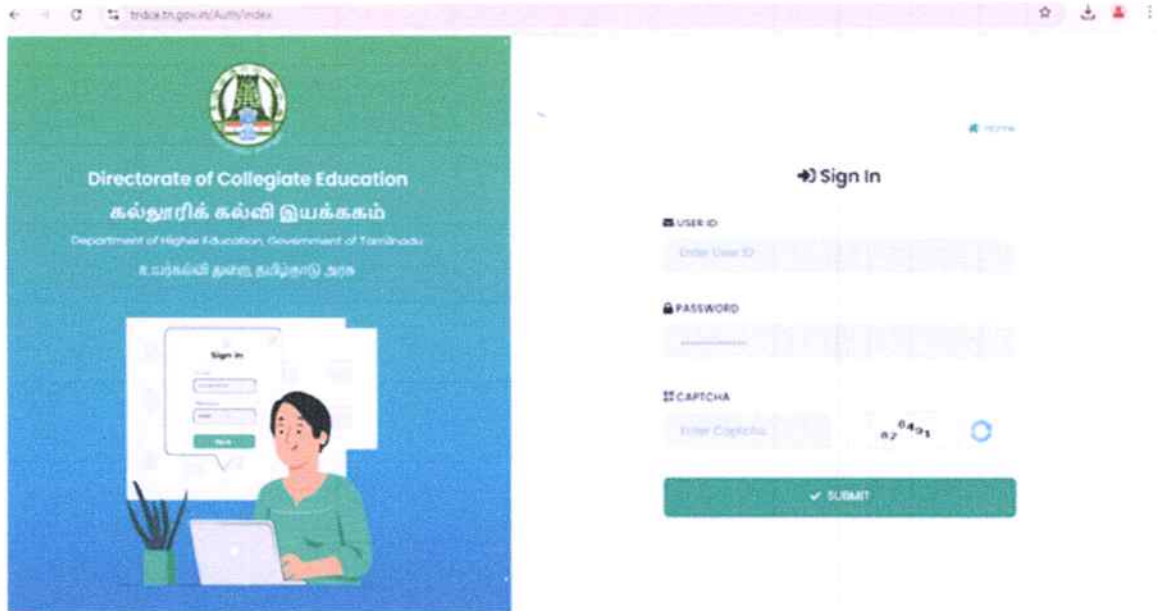 tndce.tn.gov.in/Auth/Index
Directorate of Collegiate Education
கல்லூரிக் கல்வி இயக்ககம்
Department of Higher Education, Government of Tamilnadu
உயர்கல்வி துறை, தமிழ்நாடு அரசு
Sign in
Home
Sign In
USER ID
Enter User ID
PASSWORD
CAPTCHA
Enter Captcha
SUBMIT